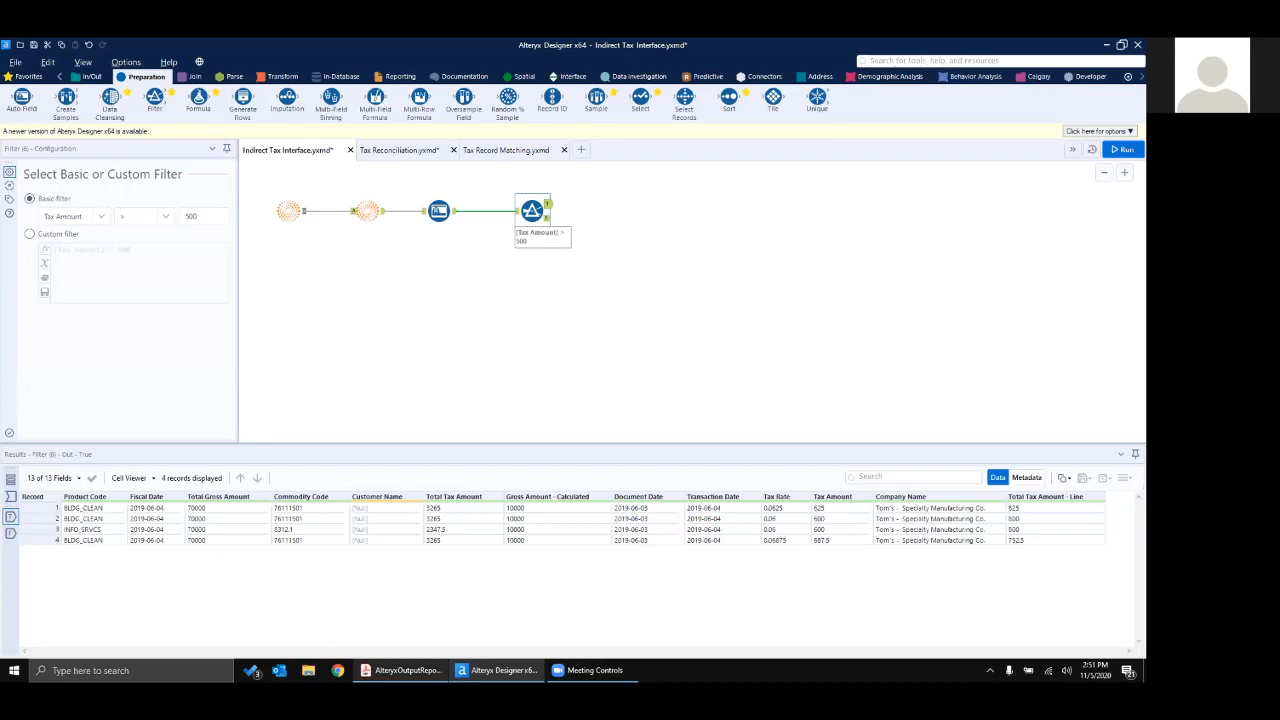 Alteryx Designer x64 - Indirect Tax Interface.yxmd*
File Edit View Options Help
Search for tools, help, and resources...
Favorites In/Out Preparation Join Parse Transform In-Database Reporting Documentation Spatial Interface Data Investigation Predictive Connectors Address Demographic Analysis Behavior Analysis Calgary Developer
Auto Field Create Samples Data Cleansing Filter Formula Generate Rows Imputation Multi-Field Binning Multi-Field Formula Multi-Row Formula Oversample Field Random % Sample Record ID Sample Select Select Records Sort Tile Unique
A newer version of Alteryx Designer x64 is available:
Click here for options ▼
Filter (6) - Configuration
Indirect Tax Interface.yxmd* Tax Reconciliation.yxmd* Tax Record Matching.yxmd
Run
Select Basic or Custom Filter
Basic filter
Tax Amount > 500
Custom filter
[Tax Amount] > 500
[Tax Amount] >
500
Results - Filter (6) - Out - True
13 of 13 Fields Cell Viewer 4 records displayed Search Data Metadata
Record Product Code Fiscal Date Total Gross Amount Commodity Code Customer Name Total Tax Amount Gross Amount - Calculated Document Date Transaction Date Tax Rate Tax Amount Company Name Total Tax Amount - Line
1 BLDG_CLEAN 2019-06-04 70000 76111501 [Null] 3265 10000 2019-06-03 2019-06-04 0.0625 625 Tom's - Specialty Manufacturing Co. 825
2 BLDG_CLEAN 2019-06-04 70000 76111501 [Null] 3265 10000 2019-06-03 2019-06-04 0.06 600 Tom's - Specialty Manufacturing Co. 800
3 INFO_SRVCS 2019-06-04 70000 8312.1 [Null] 2347.5 10000 2019-06-03 2019-06-04 0.06 600 Tom's - Specialty Manufacturing Co. 800
4 BLDG_CLEAN 2019-06-04 70000 76111501 [Null] 3265 10000 2019-06-03 2019-06-04 0.06875 687.5 Tom's - Specialty Manufacturing Co. 752.5
Type here to search
AlteryxOutputRepo...
Alteryx Designer x6...
Meeting Controls
2:51 PM
11/5/2020